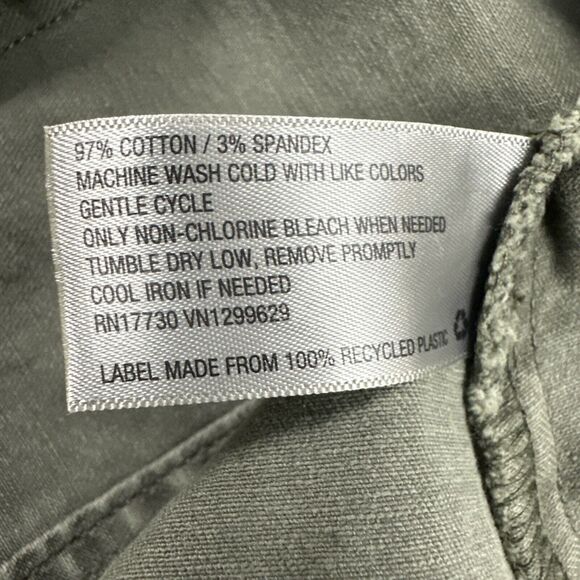 97% COTTON / 3% SPANDEX
MACHINE WASH COLD WITH LIKE COLORS
GENTLE CYCLE
ONLY NON-CHLORINE BLEACH WHEN NEEDED
TUMBLE DRY LOW, REMOVE PROMPTLY
COOL IRON IF NEEDED
RN17730 VN1299629
LABEL MADE FROM 100% RECYCLED PLASTIC